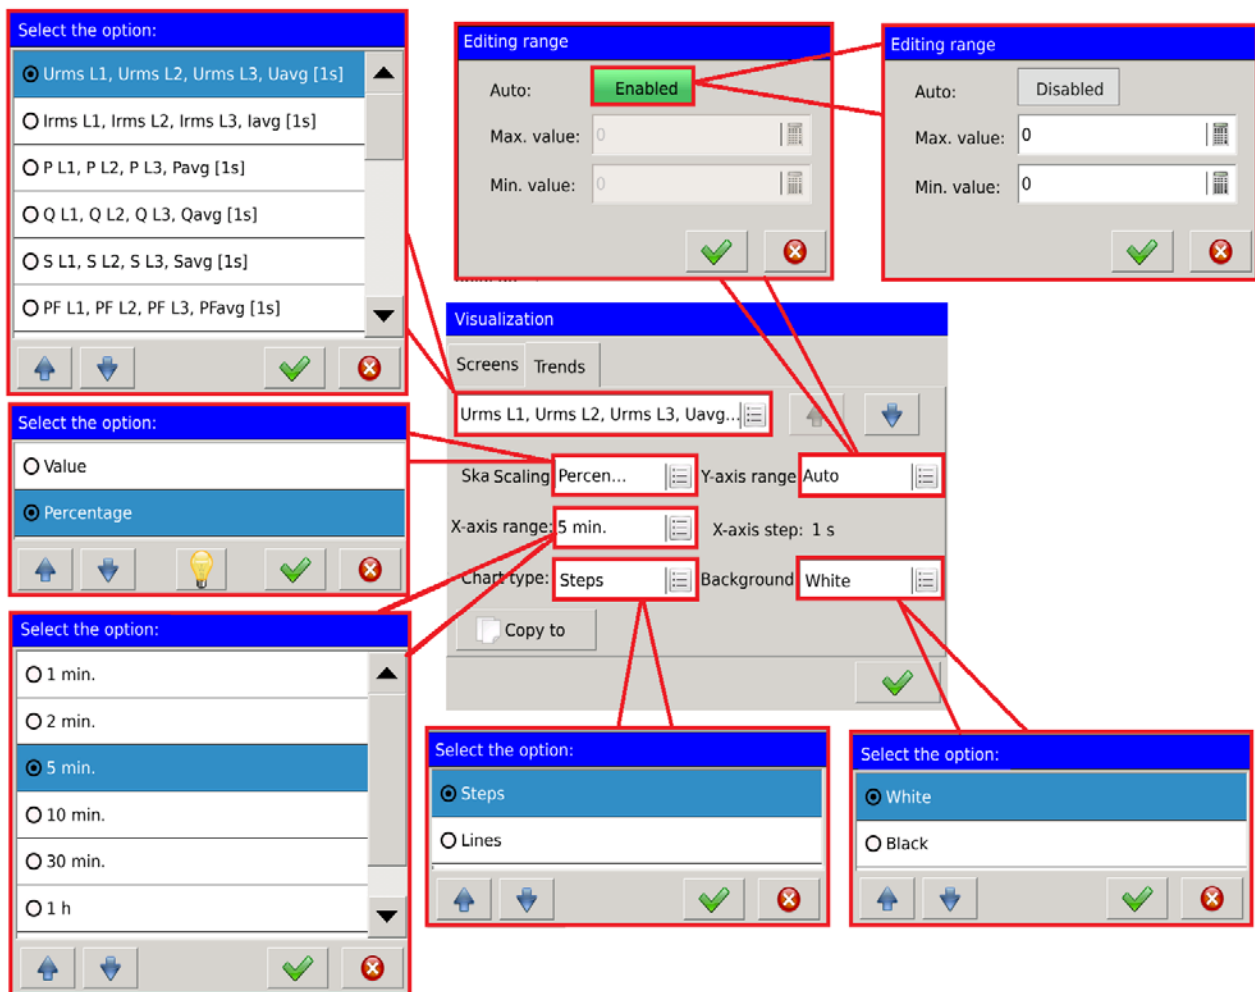 Select the option:
Urms L1, Urms L2, Urms L3, Uavg [1s]
Irms L1, Irms L2, Irms L3, Iavg [1s]
P L1, P L2, P L3, Pavg [1s]
Q L1, Q L2, Q L3, Qavg [1s]
S L1, S L2, S L3, Savg [1s]
PF L1, PF L2, PF L3, PFavg [1s]
Editing range
Auto: Enabled
Max. value: 0
Min. value: 0
Editing range
Auto: Disabled
Max. value: 0
Min. value: 0
Visualization
Screens Trends
Urms L1, Urms L2, Urms L3, Uavg...
Ska Scaling Percen... Y-axis range Auto
X-axis range: 5 min. X-axis step: 1 s
Chart type: Steps Background White
Copy to
Select the option:
Value
Percentage
Select the option:
1 min.
2 min.
5 min.
10 min.
30 min.
1 h
Select the option:
Steps
Lines
Select the option:
White
Black